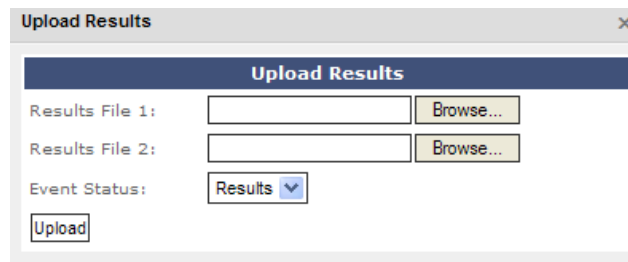 Upload Results
Upload Results
Results File 1: Browse...
Results File 2: Browse...
Event Status: Results
Upload